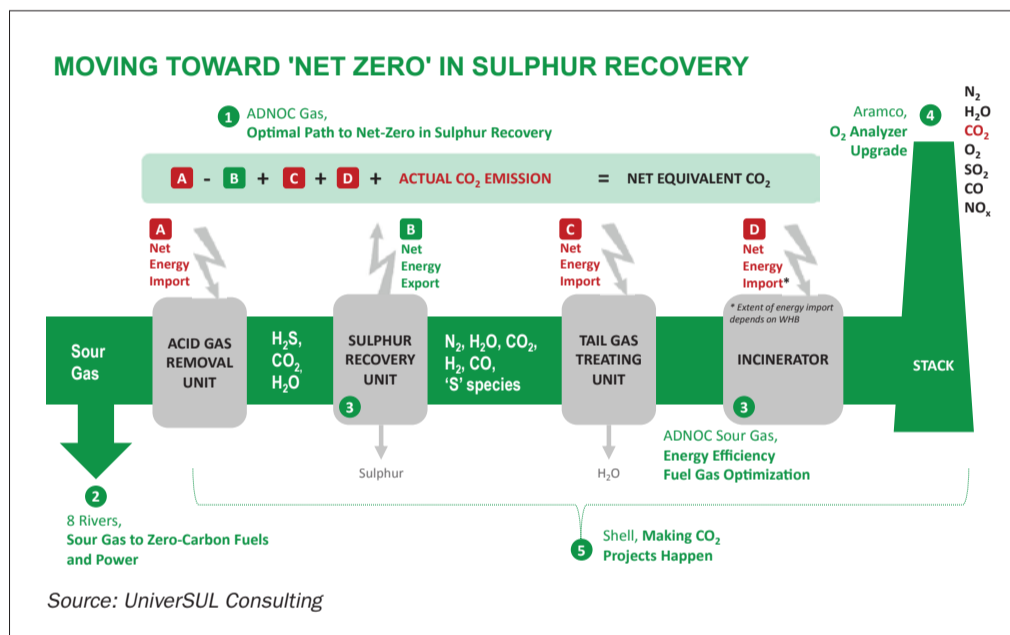 MOVING TOWARD 'NET ZERO' IN SULPHUR RECOVERY
1 ADNOC Gas,
Optimal Path to Net-Zero in Sulphur Recovery
Aramco, 4
O₂ Analyzer
Upgrade
N₂
H₂O
CO₂
O₂
SO₂
CO
NOₓ
A - B + C + D + ACTUAL CO₂ EMISSION = NET EQUIVALENT CO₂
A
Net
Energy
Import
B
Net
Energy
Export
C
Net
Energy
Import
D
Net
Energy
Import*
Sour
Gas
ACID GAS
REMOVAL
UNIT
H₂S,
CO₂,
H₂O
SULPHUR
RECOVERY
UNIT
3
N₂, H₂O, CO₂,
H₂, CO,
‘S’ species
TAIL GAS
TREATING
UNIT
* Extent of energy import
depends on WHB
INCINERATOR
3
STACK
Sulphur
H₂O
ADNOC Sour Gas,
Energy Efficiency
Fuel Gas Optimization
2
8 Rivers,
Sour Gas to Zero-Carbon Fuels
and Power
5 Shell, Making CO₂
Projects Happen
Source: UniverSUL Consulting